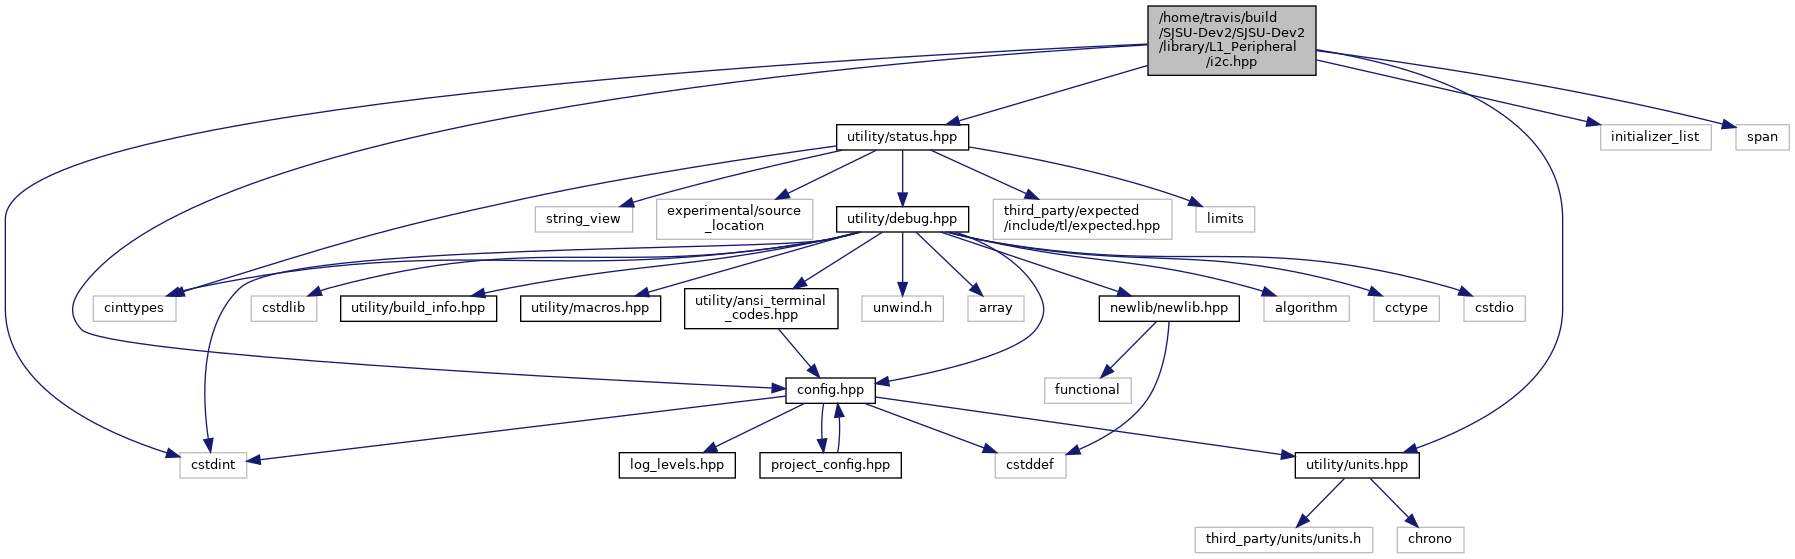 /home/travis/build
/SJSU-Dev2/SJSU-Dev2
/library/L1_Peripheral
/i2c.hpp
utility/status.hpp
initializer_list
span
string_view
experimental/source
_location
utility/debug.hpp
third_party/expected
/include/tl/expected.hpp
limits
cinttypes
cstdlib
utility/build_info.hpp
utility/macros.hpp
utility/ansi_terminal
_codes.hpp
unwind.h
array
newlib/newlib.hpp
algorithm
cctype
cstdio
config.hpp
functional
cstdint
log_levels.hpp
project_config.hpp
cstddef
utility/units.hpp
third_party/units/units.h
chrono